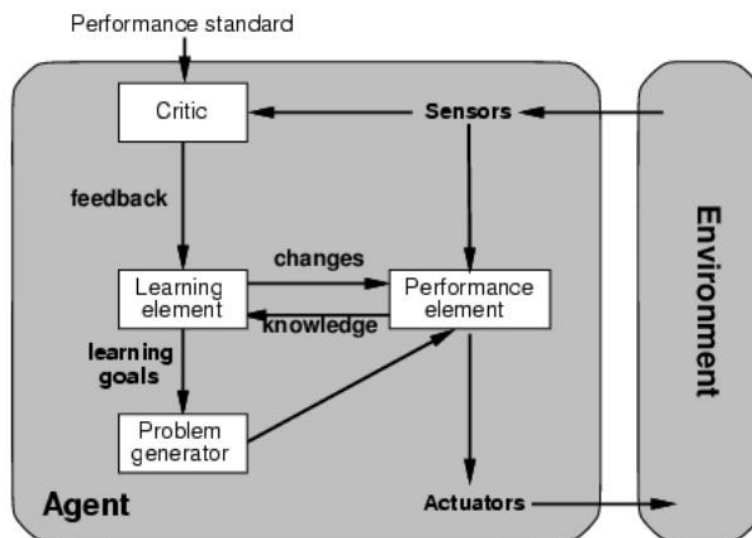 Performance standard
Critic
Sensors
feedback
changes
Learning
element
Performance
element
knowledge
learning
goals
Problem
generator
Agent
Actuators
Environment